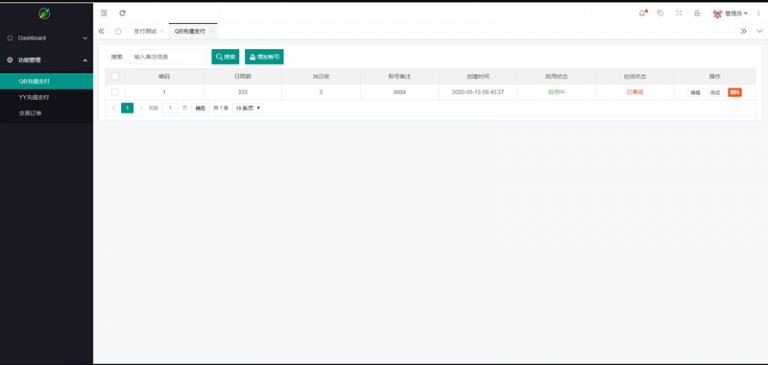 管理员
支付测试 × QB充值支付 ×
Dashboard
功能管理
QB充值支付
YY充值支付
交易订单
搜索 输入备注信息 搜索 增加账号
编码 日限额 当日收 账号备注 创建时间 启用状态 在线状态 操作
1 333 2 2020-05-13 09:45:27 启用中 已离线 编辑 测试 删除
1 到第 1 页 确定 共 1 条 10 条/页